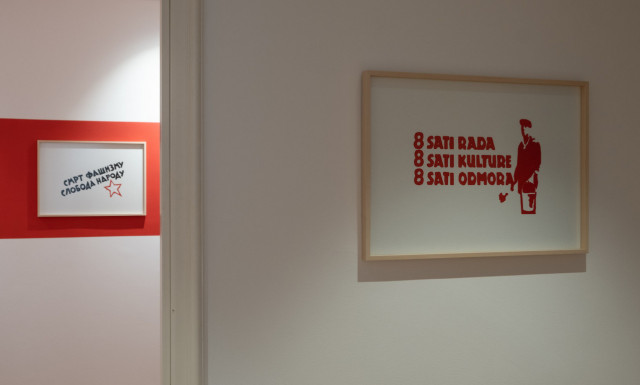 СМРТ ФАШИЗМУ
СЛОБОДА НАРОДУ
8 SATI RADA
8 SATI KULTURE
8 SATI ODMORA